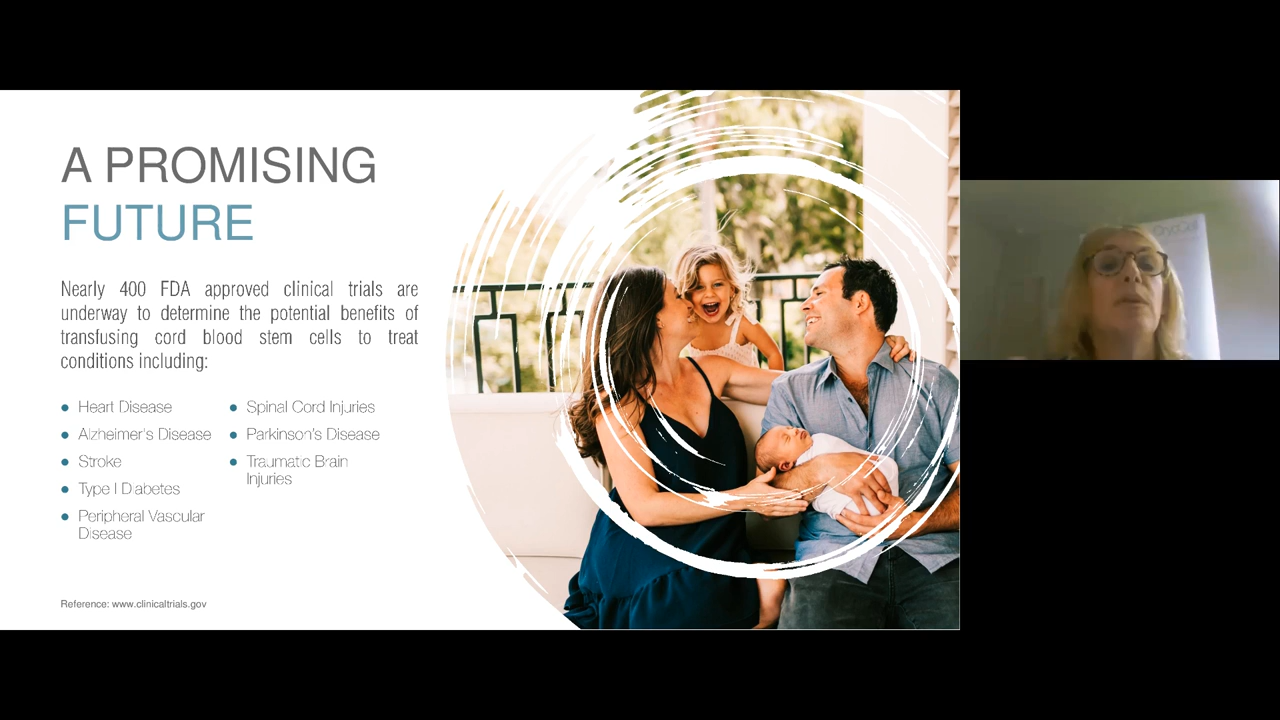 A PROMISING
FUTURE
Nearly 400 FDA approved clinical trials are
underway to determine the potential benefits of
transfusing cord blood stem cells to treat
conditions including:
Heart Disease
Alzheimer's Disease
Stroke
Type I Diabetes
Peripheral Vascular
Disease
Spinal Cord Injuries
Parkinson's Disease
Traumatic Brain
Injuries
Reference: www.clinicaltrials.gov